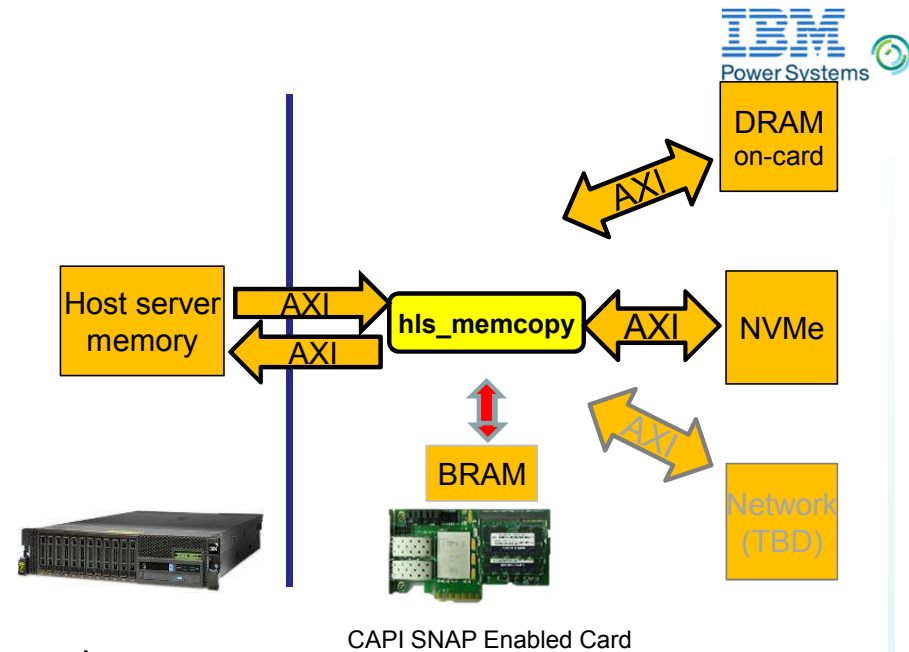 IBM
Power Systems
DRAM
on-card
AXI
Host server
memory
AXI
AXI
hls_memcopy
AXI
NVMe
AXI
BRAM
Network
(TBD)
CAPI SNAP Enabled Card